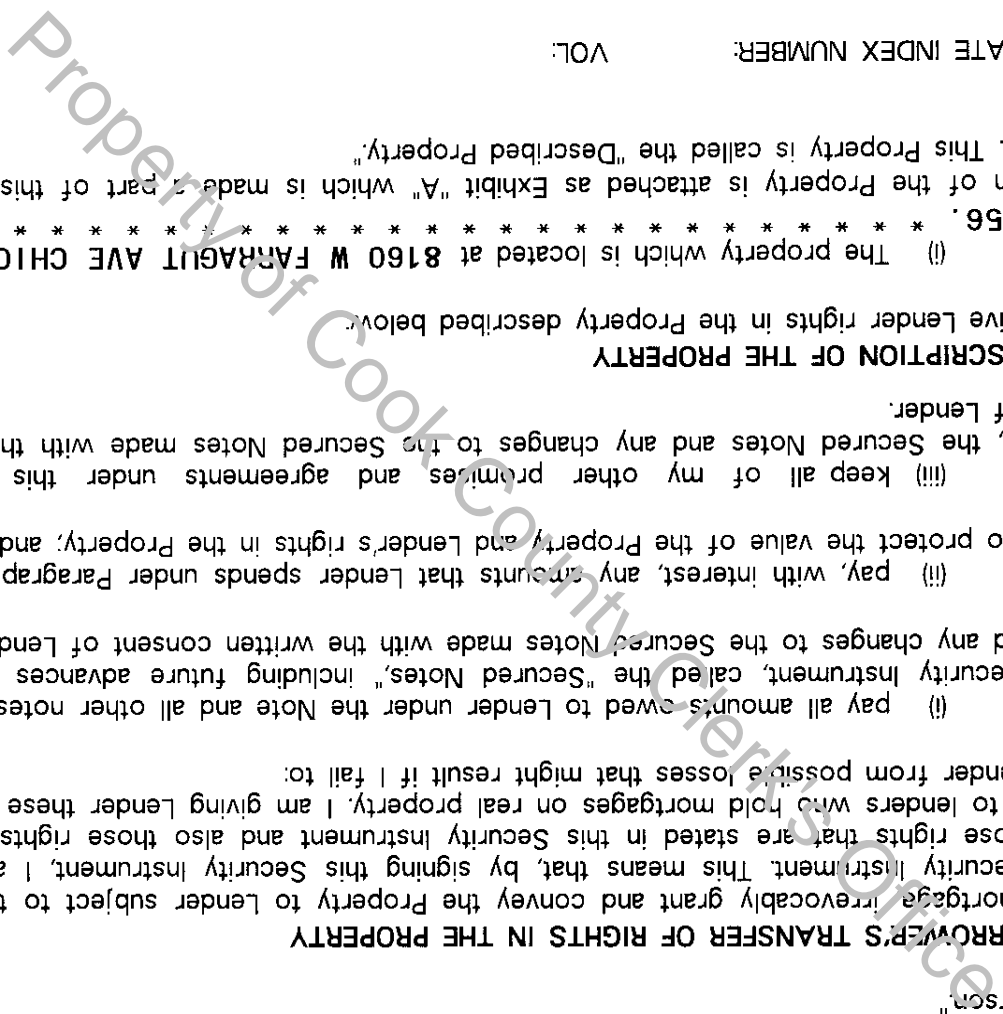 rson."
RROWER'S TRANSFER OF RIGHTS IN THE PROPERTY
ortgage, irrevocably grant and convey the Property to Lender subject to t
ecurity Instrument. This means that, by signing this Security Instrument, I a
ose rights that are stated in this Security Instrument and also those rights
to lenders who hold mortgages on real property. I am giving Lender these
ender from possible losses that might result if I fail to:
(i) pay all amounts owed to Lender under the Note and all other notes
ecurity Instrument, called the "Secured Notes," including future advances
d any changes to the Secured Notes made with the written consent of Lend
(ii) pay, with interest, any amounts that Lender spends under Paragrap
o protect the value of the Property and Lender's rights in the Property; and
(iii) keep all of my other promises and agreements under this
, the Secured Notes and any changes to the Secured Notes made with th
f Lender.
SCRIPTION OF THE PROPERTY
ive Lender rights in the Property described below:
(i) The property which is located at 8160 W FARRAGUT AVE CHIC
56. * * * * * * * * * * * * * * * * * * * * * * * *
n of the Property is attached as Exhibit "A" which is made a part of this
. This Property is called the "Described Property."
ATE INDEX NUMBER: VOL:
Property of Cook County Clerk's Office